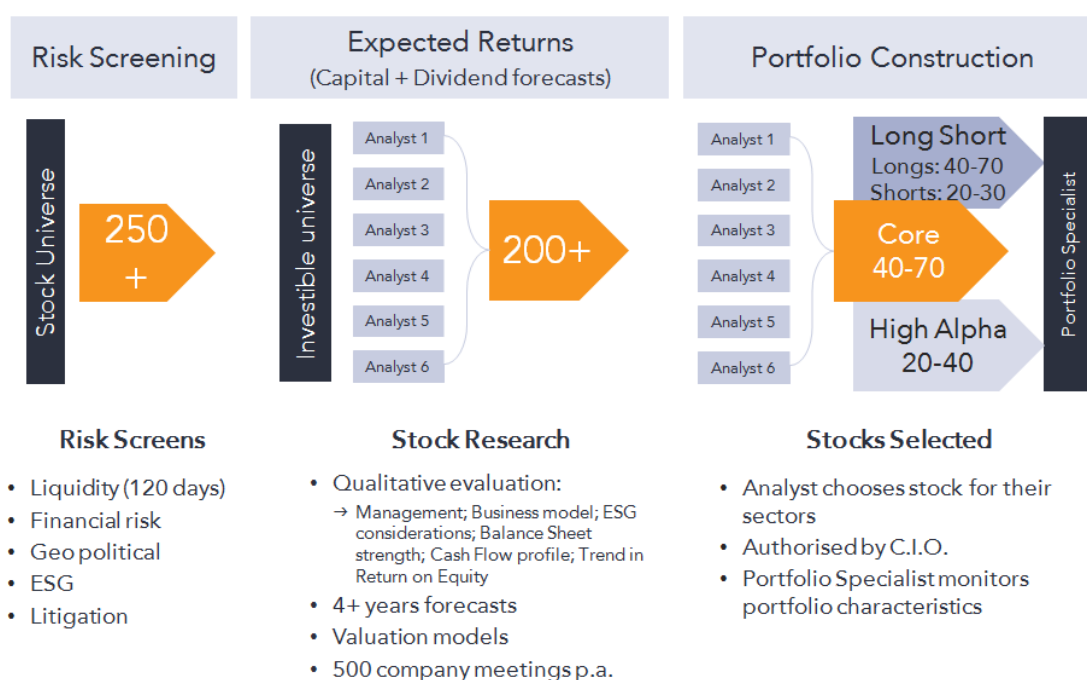 Risk Screening
Expected Returns
(Capital + Dividend forecasts)
Portfolio Construction
Stock Universe
250
+
Investible universe
Analyst 1
Analyst 2
Analyst 3
Analyst 4
Analyst 5
Analyst 6
200+
Analyst 1
Analyst 2
Analyst 3
Analyst 4
Analyst 5
Analyst 6
Long Short
Longs: 40-70
Shorts: 20-30
Core
40-70
High Alpha
20-40
Portfolio Specialist
Risk Screens
• Liquidity (120 days)
• Financial risk
• Geo political
• ESG
• Litigation
Stock Research
• Qualitative evaluation:
→ Management; Business model; ESG
considerations; Balance Sheet
strength; Cash Flow profile; Trend in
Return on Equity
• 4+ years forecasts
• Valuation models
• 500 company meetings p.a.
Stocks Selected
• Analyst chooses stock for their
sectors
• Authorised by C.I.O.
• Portfolio Specialist monitors
portfolio characteristics